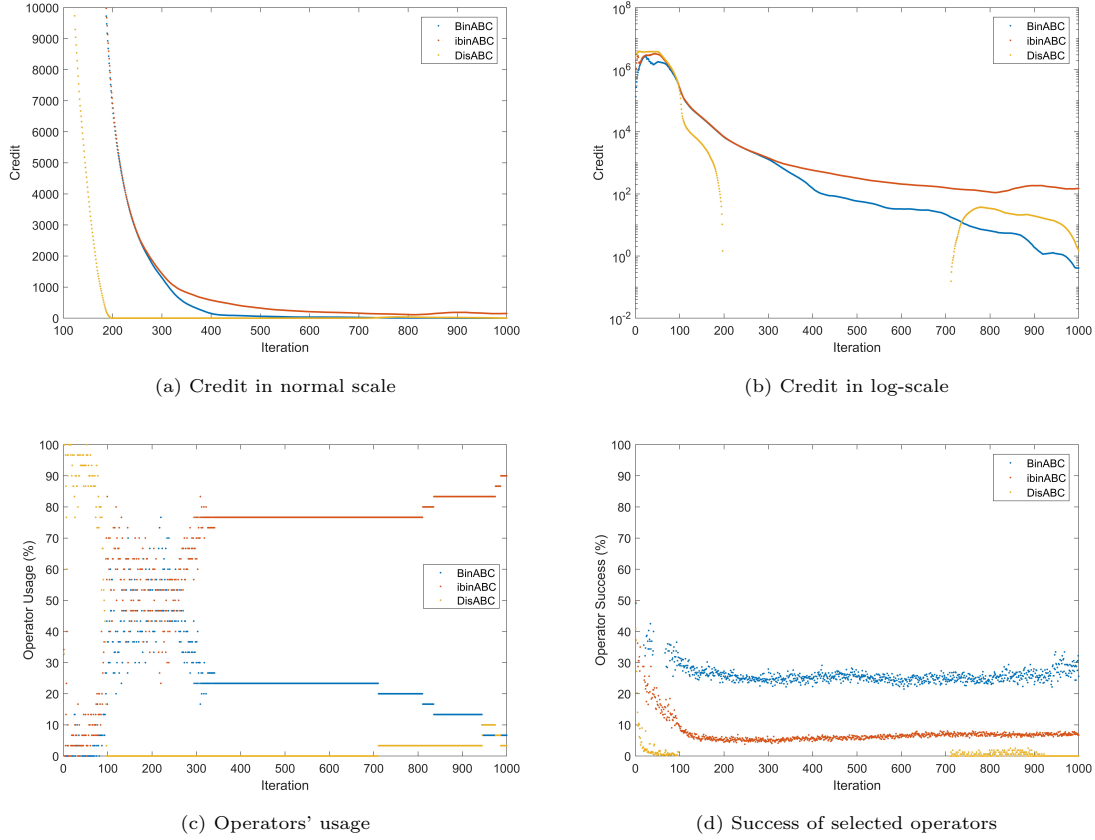 10000
9000
8000
7000
6000
5000
4000
3000
2000
1000
0
Credit
BinABC
ibinABC
DisABC
100 200 300 400 500 600 700 800 900 1000
Iteration
(a) Credit in normal scale
10^8
10^6
10^4
10^2
10^0
10^-2
Credit
BinABC
ibinABC
DisABC
0 100 200 300 400 500 600 700 800 900 1000
Iteration
(b) Credit in log-scale
100
90
80
70
60
50
40
30
20
10
0
Operator Usage (%)
BinABC
ibinABC
DisABC
0 100 200 300 400 500 600 700 800 900 1000
Iteration
(c) Operators' usage
100
90
80
70
60
50
40
30
20
10
0
Operator Success (%)
BinABC
ibinABC
DisABC
0 100 200 300 400 500 600 700 800 900 1000
Iteration
(d) Success of selected operators